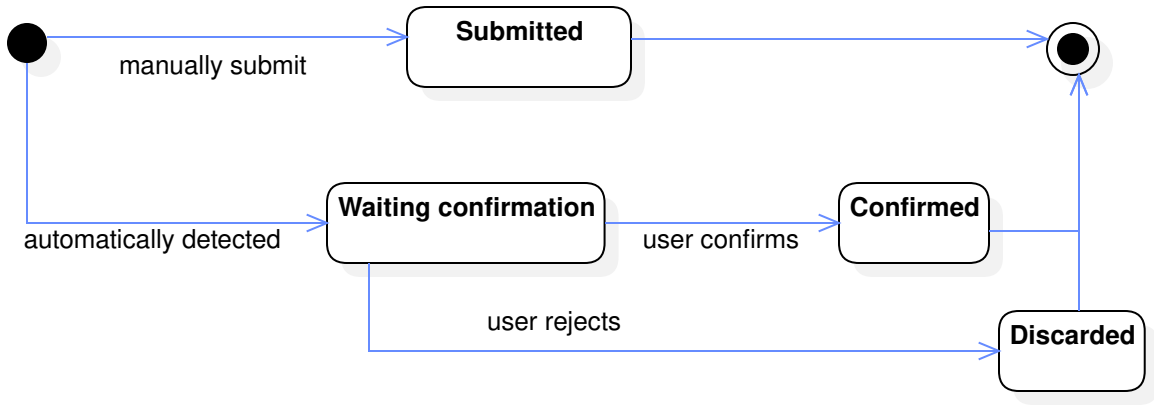 Submitted
manually submit
Waiting confirmation
Confirmed
automatically detected
user confirms
user rejects
Discarded